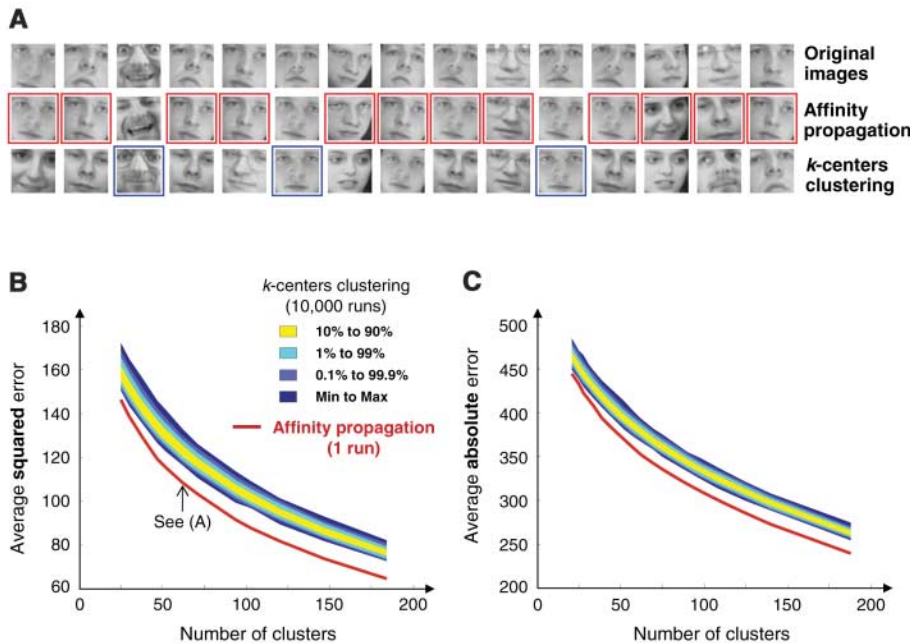 A
Original
images
Affinity
propagation
k-centers
clustering
B
k-centers clustering
(10,000 runs)
10% to 90%
1% to 99%
0.1% to 99.9%
Min to Max
Affinity propagation
(1 run)
See (A)
Average squared error
180
160
140
120
100
80
60
0 50 100 150 200
Number of clusters
C
Average absolute error
500
450
400
350
300
250
200
0 50 100 150 200
Number of clusters